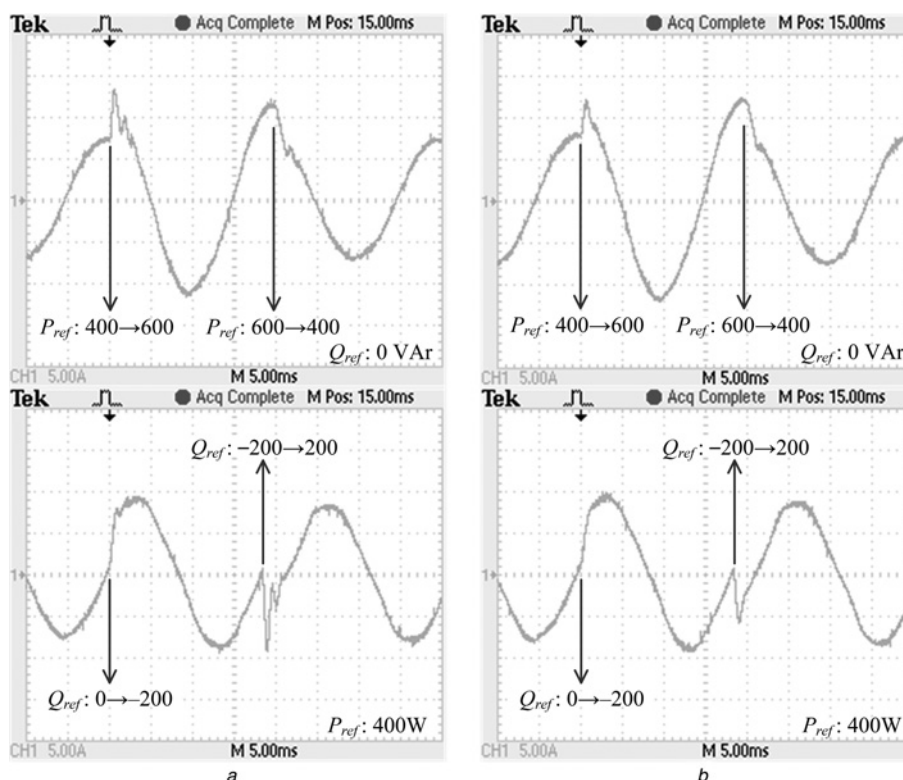 Tek Acq Complete M Pos: 15.00ms
1
P_ref: 400→600 P_ref: 600→400
Q_ref: 0 VAr
CH1 5.00A M 5.00ms
Tek Acq Complete M Pos: 15.00ms
1
P_ref: 400→600 P_ref: 600→400
Q_ref: 0 VAr
CH1 5.00A M 5.00ms
Tek Acq Complete M Pos: 15.00ms
Q_ref: −200→200
1
Q_ref: 0→−200
P_ref: 400W
CH1 5.00A M 5.00ms
a
Tek Acq Complete M Pos: 15.00ms
Q_ref: −200→200
1
Q_ref: 0→−200
P_ref: 400W
CH1 5.00A M 5.00ms
b